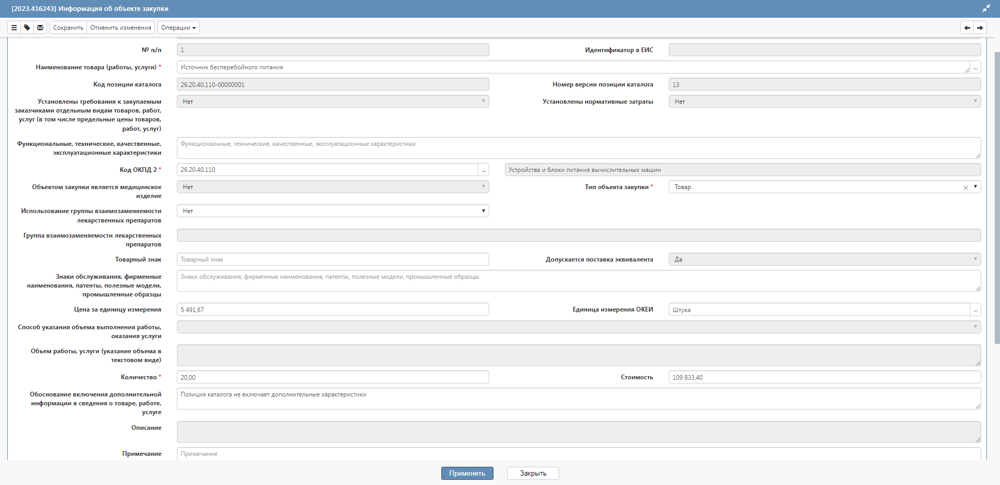 [2023.416243] Информация об объекте закупки
Сохранить Отменить изменения Операции
№ п/п 1 Идентификатор в ЕИС
Наименование товара (работы, услуги) * Источник бесперебойного питания ...
Код позиции каталога 26.20.40.110-00000001 Номер версии позиции каталога 13
Установлены требования к закупаемым Нет Установлены нормативные затраты Нет
заказчиками отдельным видам товаров, работ,
услуг (в том числе предельные цены товаров,
работ, услуг)
Функциональные, технические, качественные, Функциональные, технические, качественные, эксплуатационные характеристики
эксплуатационные характеристики
Код ОКПД 2 * 26.20.40.110 ... Устройства и блоки питания вычислительных машин
Объектом закупки является медицинское Нет Тип объекта закупки * Товар ×
изделие
Использование группы взаимозаменяемости Нет
лекарственных препаратов
Группа взаимозаменяемости лекарственных
препаратов
Товарный знак Товарный знак Допускается поставка эквивалента Да
Знаки обслуживания, фирменные Знаки обслуживания, фирменные наименования, патенты, полезные модели, промышленные образцы
наименования, патенты, полезные модели,
промышленные образцы
Цена за единицу измерения 5 491,67 Единица измерения ОКЕИ Штука ...
Способ указания объема выполнения работы,
оказания услуги
Объем работы, услуги (указание объема в
текстовом виде)
Количество * 20,00 Стоимость 109 833,40
Обоснование включения дополнительной Позиция каталога не включает дополнительные характеристики
информации в сведения о товаре, работе,
услуге
Описание
Примечание Примечание
Применить Закрыть